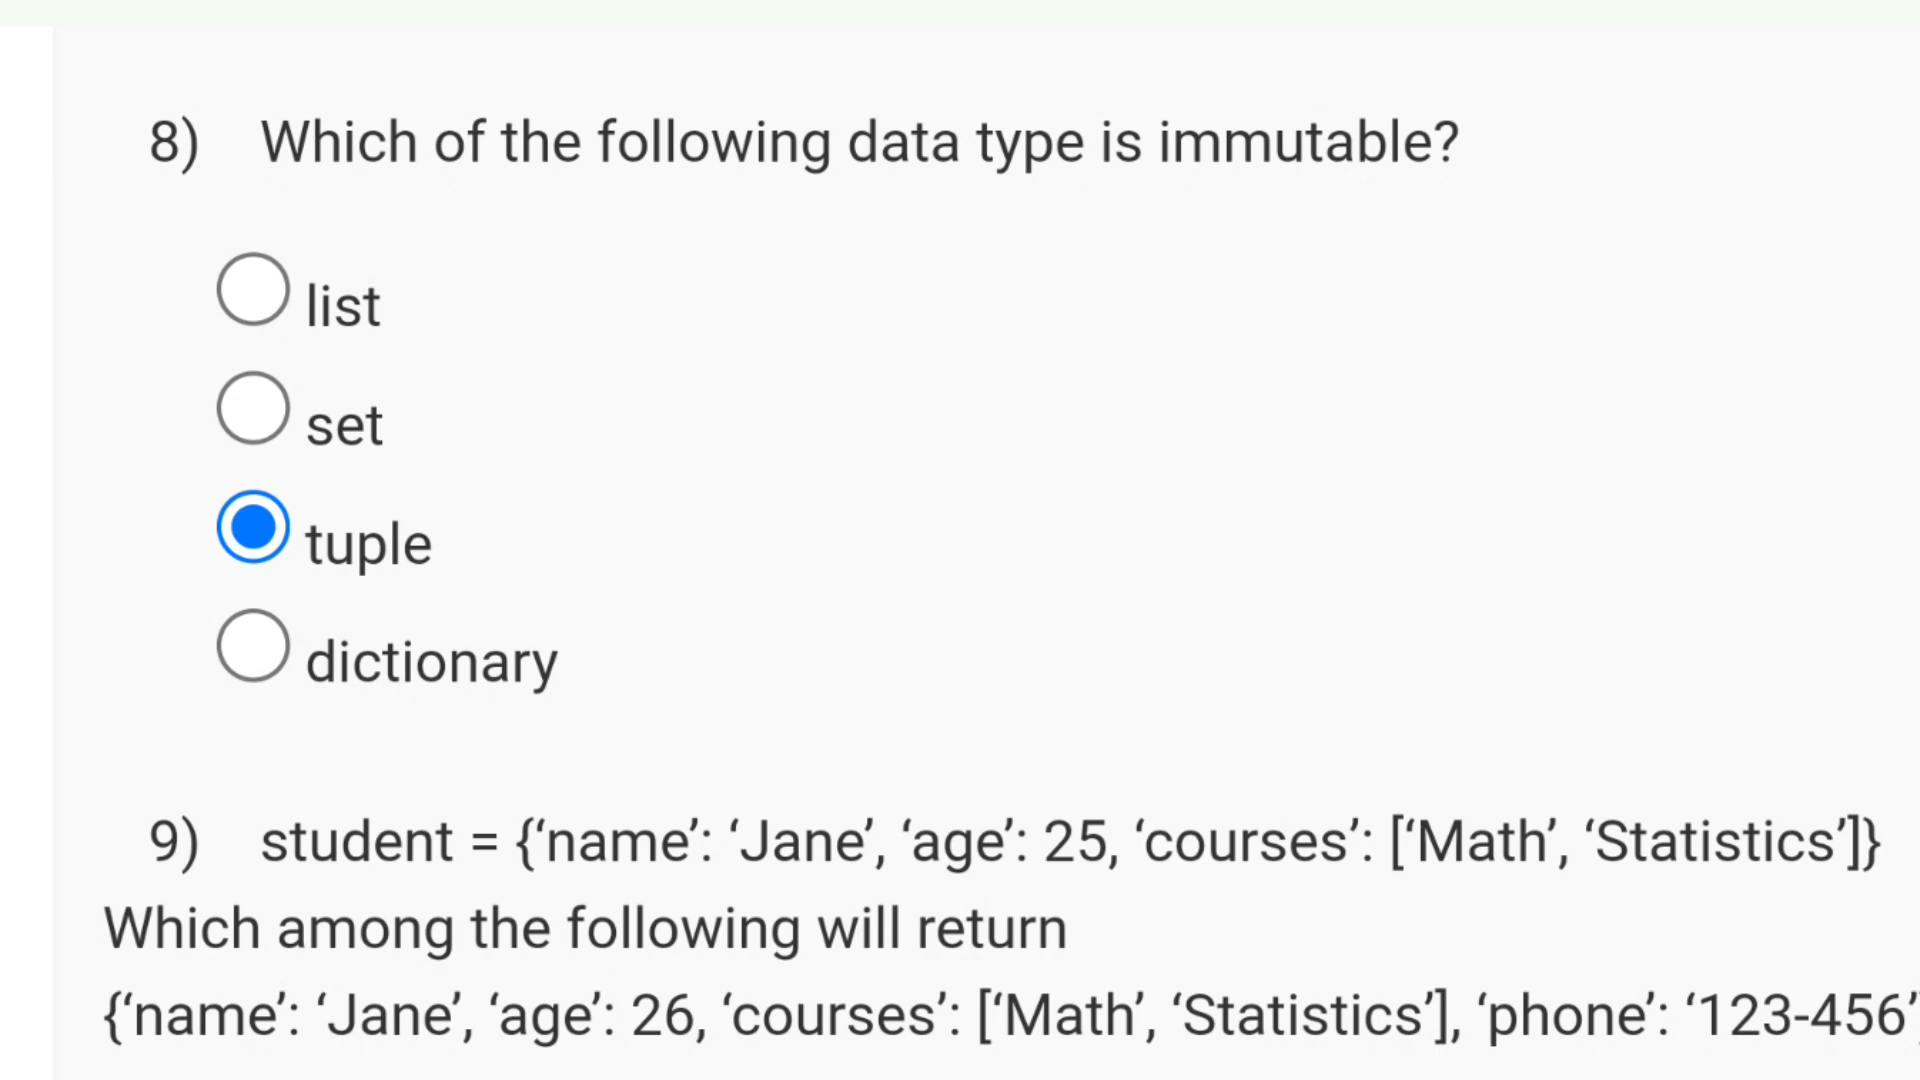 8) Which of the following data type is immutable?
list
set
tuple
dictionary
9) student = {‘name’: ‘Jane’, ‘age’: 25, ‘courses’: [‘Math’, ‘Statistics’]}
Which among the following will return
{‘name’: ‘Jane’, ‘age’: 26, ‘courses’: [‘Math’, ‘Statistics’], ‘phone’: ‘123-456’